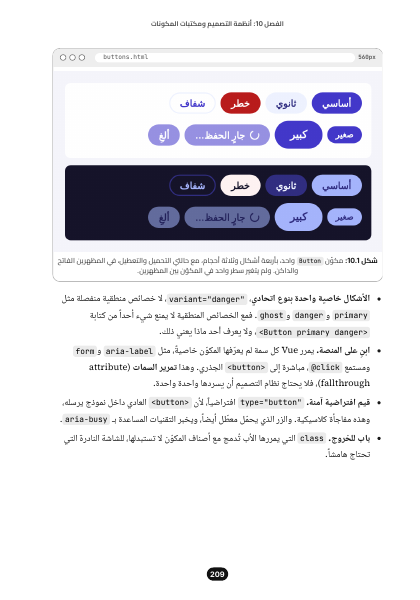 الفصل 10: أنظمة التصميم ومكتبات المكونات
buttons.html
560px
أساسي ثانوي خطر شفاف
صغير كبير جارٍ الحفظ... ألغِ
أساسي ثانوي خطر شفاف
صغير كبير جارٍ الحفظ... ألغِ
شكل 10.1: مكوّن Button واحد، بأربعة أشكال وثلاثة أحجام، مع حالتي التحميل والتعطيل، في المظهرين الفاتح
والداكن. ولم يتغير سطر واحد في المكوّن بين المظهرين.
• الأشكال خاصية واحدة بنوع اتحادي، variant="danger"، لا خصائص منطقية منفصلة مثل
primary و danger و ghost. فمع الخصائص المنطقية لا يمنع شيء أحداً من كتابة
<Button primary danger>، ولا يعرف أحد ماذا يعني ذلك.
• ابنِ على المنصة. يمرر Vue كل سمة لم يعرّفها المكوّن خاصيةً، مثل aria-label و form
ومستمع @click، مباشرة إلى <button> الجذري. وهذا تمرير السمات (attribute
fallthrough)، فلا يحتاج نظام التصميم أن يسردها واحدة واحدة.
• قيم افتراضية آمنة. type="button" افتراضياً، لأن <button> العادي داخل نموذج يرسله،
وهذه مفاجأة كلاسيكية. والزر الذي يحمّل معطّل أيضاً، ويخبر التقنيات المساعدة بـ aria-busy.
• باب للخروج. class التي يمررها الأب تُدمج مع أصناف المكوّن لا تستبدلها، للشاشة النادرة التي
تحتاج هامشاً.
209